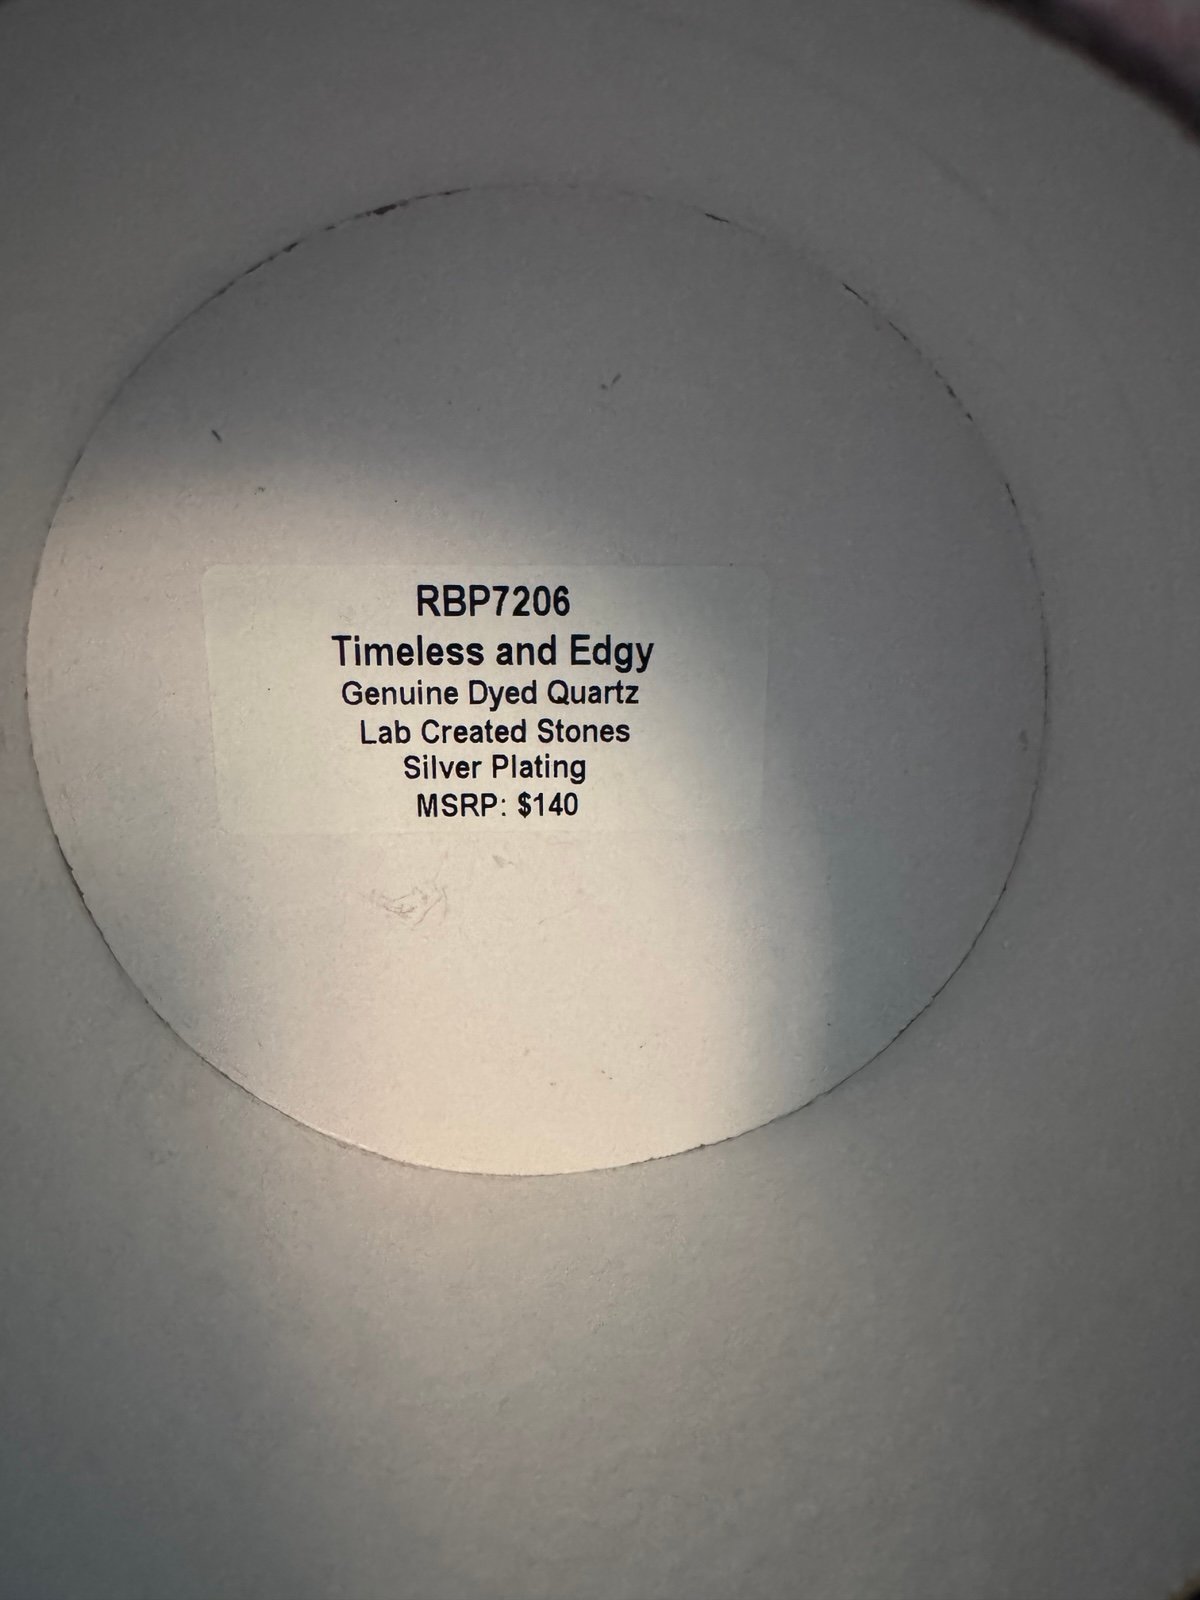 RBP7206
Timeless and Edgy
Genuine Dyed Quartz
Lab Created Stones
Silver Plating
MSRP: $140